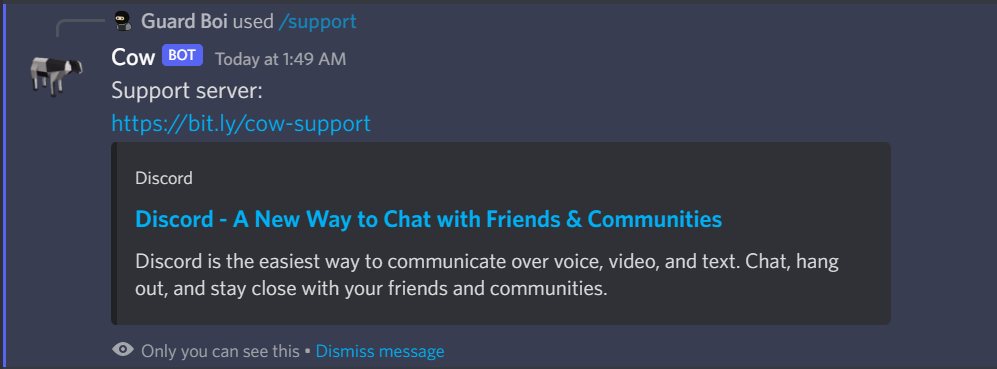 Guard Boi used /support
Cow BOT Today at 1:49 AM
Support server:
https://bit.ly/cow-support
Discord
Discord - A New Way to Chat with Friends & Communities
Discord is the easiest way to communicate over voice, video, and text. Chat, hang
out, and stay close with your friends and communities.
Only you can see this • Dismiss message